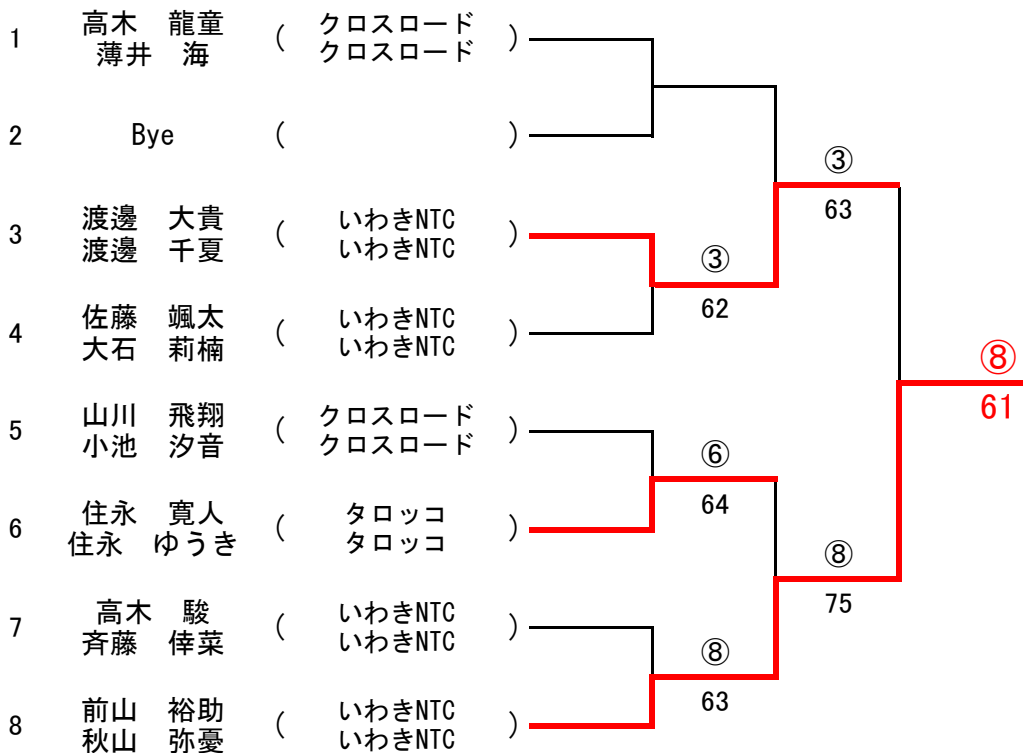 1 高木 龍童 ( クロスロード )
薄井 海 クロスロード
2 Bye ( )
③
63
3 渡邊 大貴 ( いわきNTC )
渡邊 千夏 いわきNTC
③
62
4 佐藤 颯太 ( いわきNTC )
大石 莉楠 いわきNTC
⑧
61
5 山川 飛翔 ( クロスロード )
小池 汐音 クロスロード
⑥
64
6 住永 寛人 ( タロッコ )
住永 ゆうき タロッコ
⑧
75
7 高木 駿 ( いわきNTC )
斉藤 倖菜 いわきNTC
⑧
63
8 前山 裕助 ( いわきNTC )
秋山 弥憂 いわきNTC